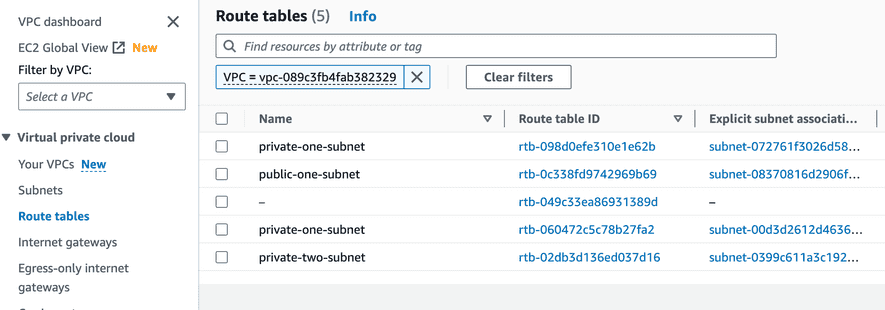 VPC dashboard
EC2 Global View New
Filter by VPC:
Select a VPC
Virtual private cloud
Your VPCs New
Subnets
Route tables
Internet gateways
Egress-only internet
gateways
Route tables (5) Info
Find resources by attribute or tag
VPC = vpc-089c3fb4fab382329
Clear filters
Name Route table ID Explicit subnet associati...
private-one-subnet rtb-098d0efe310e1e62b subnet-072761f3026d58...
public-one-subnet rtb-0c338fd9742969b69 subnet-08370816d2906f...
– rtb-049c33ea86931389d –
private-one-subnet rtb-060472c5c78b27fa2 subnet-00d3d2612d4636...
private-two-subnet rtb-02db3d136ed037d16 subnet-0399c611a3c192...